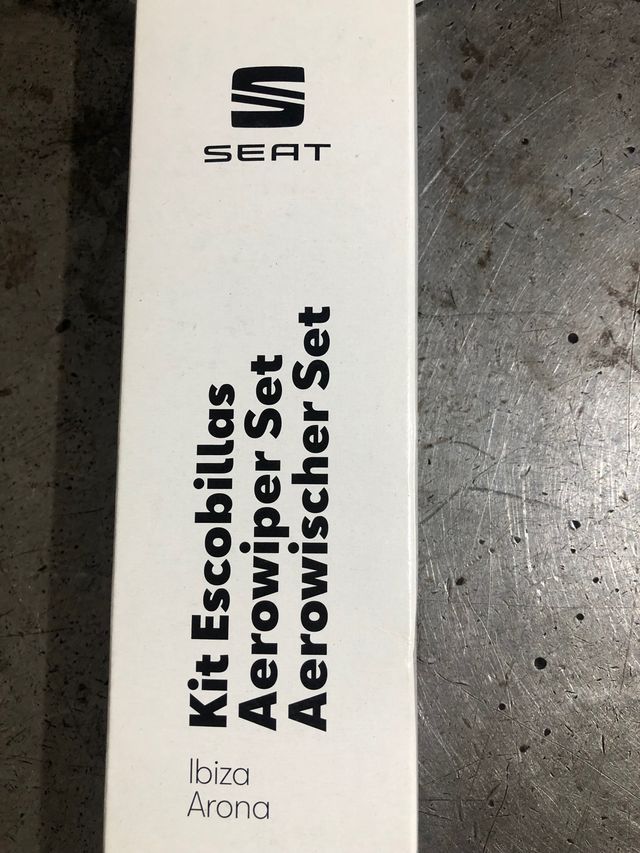 SEAT
Kit Escobillas
Aerowiper Set
Aerowischer Set
Ibiza
Arona